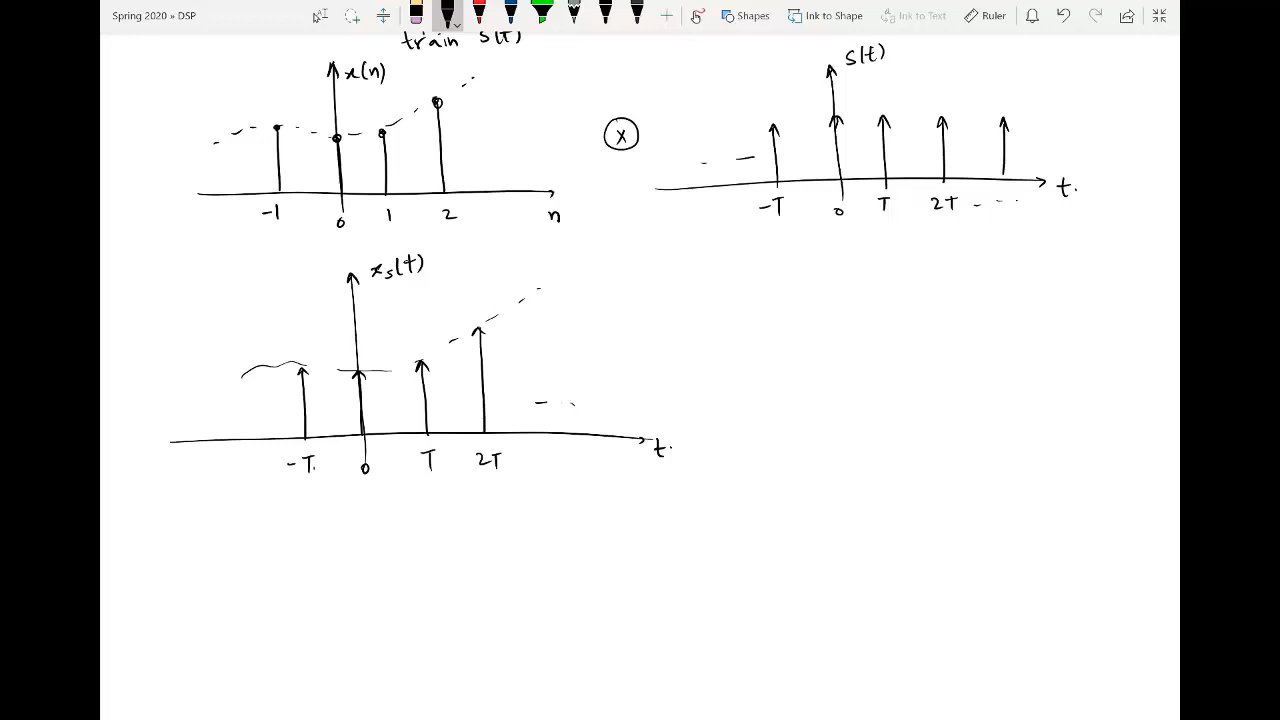 Spring 2020 » DSP
Shapes
Ink to Shape
Ink to Text
Ruler
train s(t)
x(n)
-1 0 1 2 n
X
s(t)
-T 0 T 2T - - - t.
xs(t)
-T. 0 T 2T t.